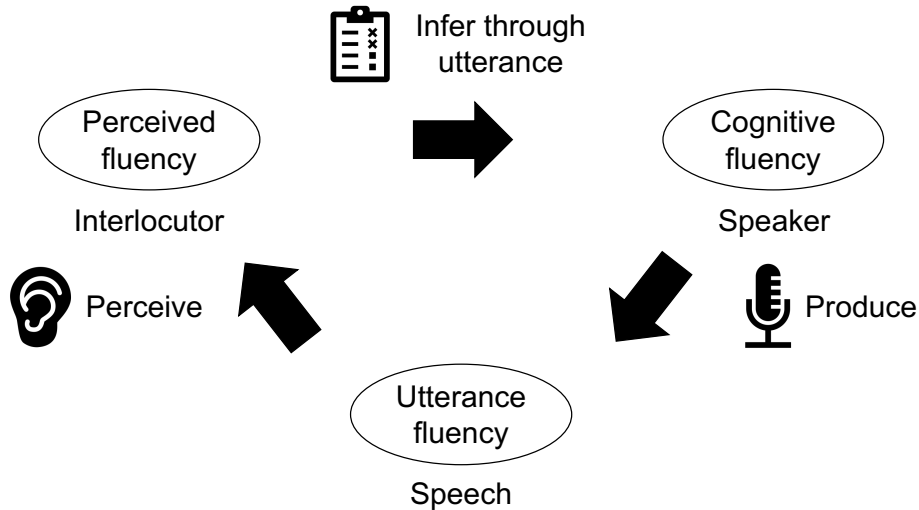 Infer through
utterance
Perceived
fluency
Cognitive
fluency
Interlocutor
Speaker
Perceive
Produce
Utterance
fluency
Speech